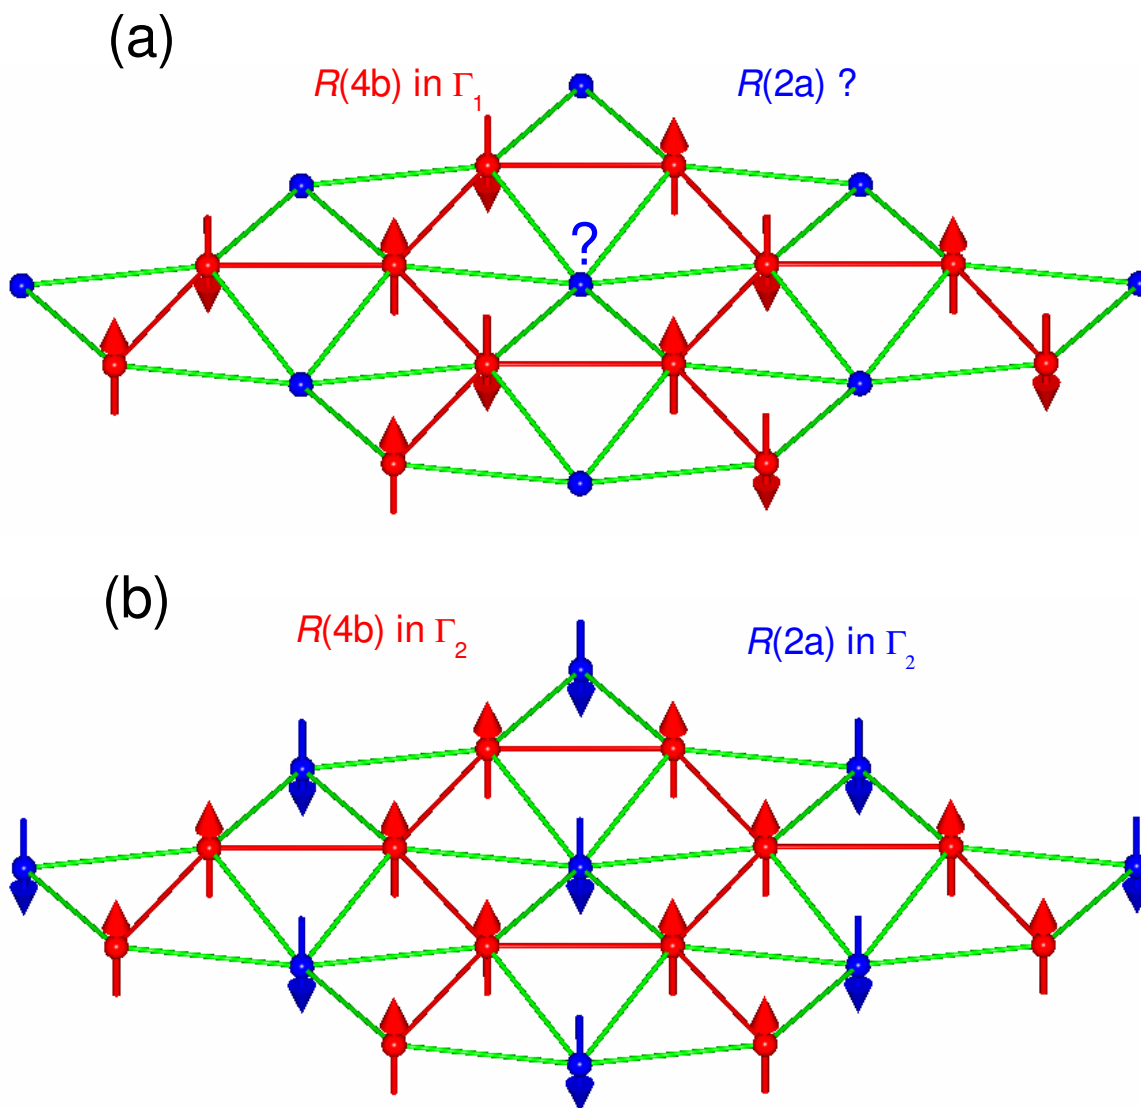 (a)
R(4b) in Γ1 R(2a) ?
?
(b)
R(4b) in Γ2 R(2a) in Γ2